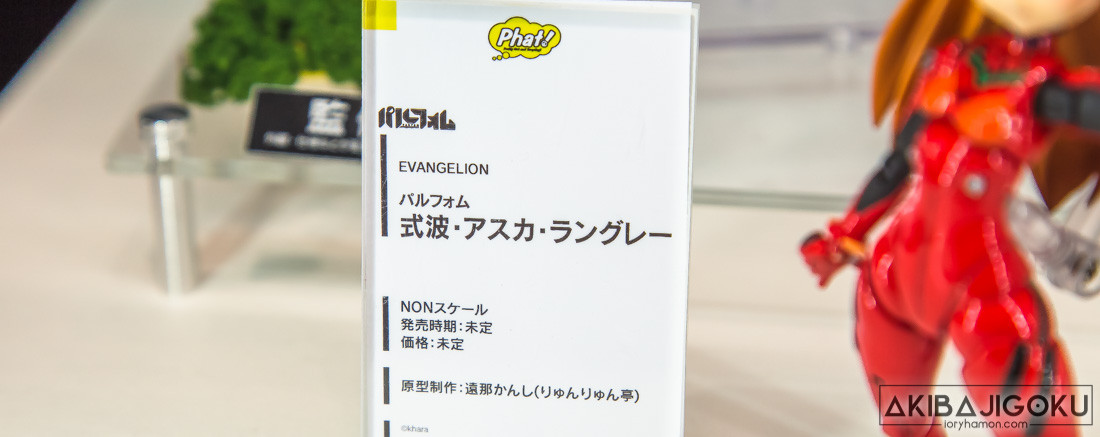 Phat!
パルフォム
EVANGELION
パルフォム
式波・アスカ・ラングレー
NONスケール
発売時期：未定
価格：未定
原型制作：遠那かんし(りゅんりゅん亭)
©khara
監
AKIBAJIGOKU
ioryhamon.com